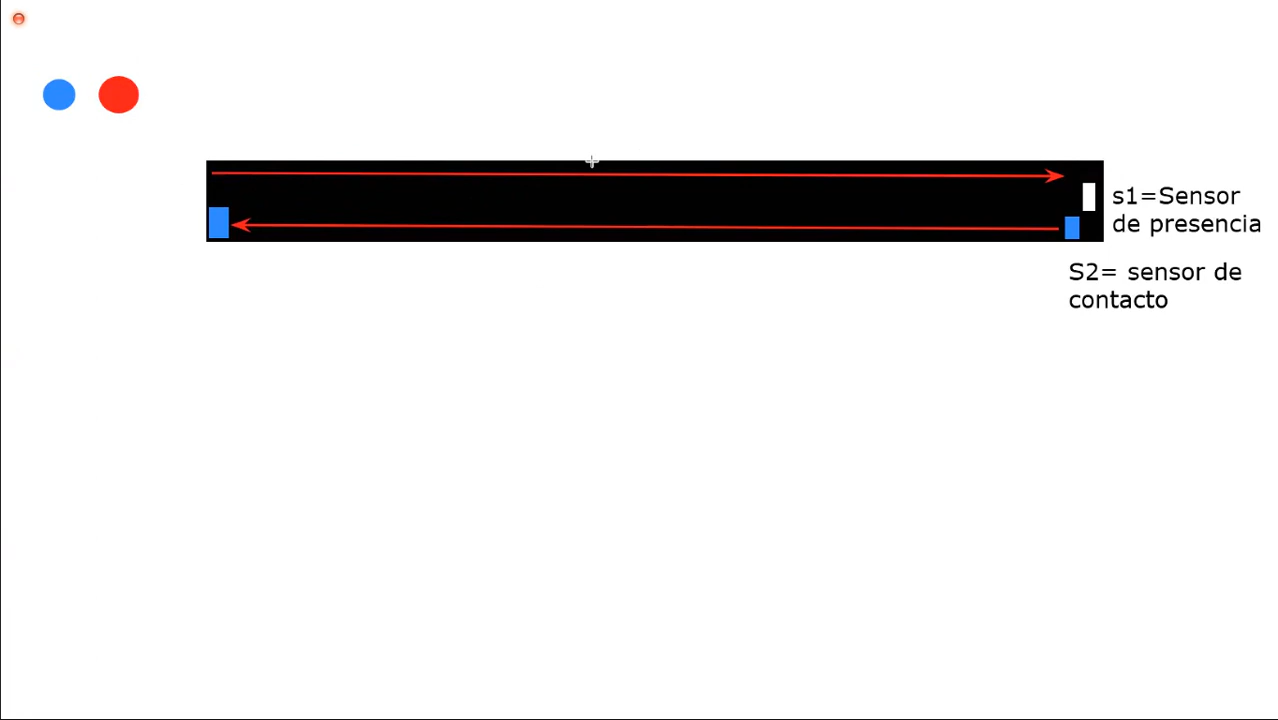 s1=Sensor
de presencia
S2= sensor de
contacto